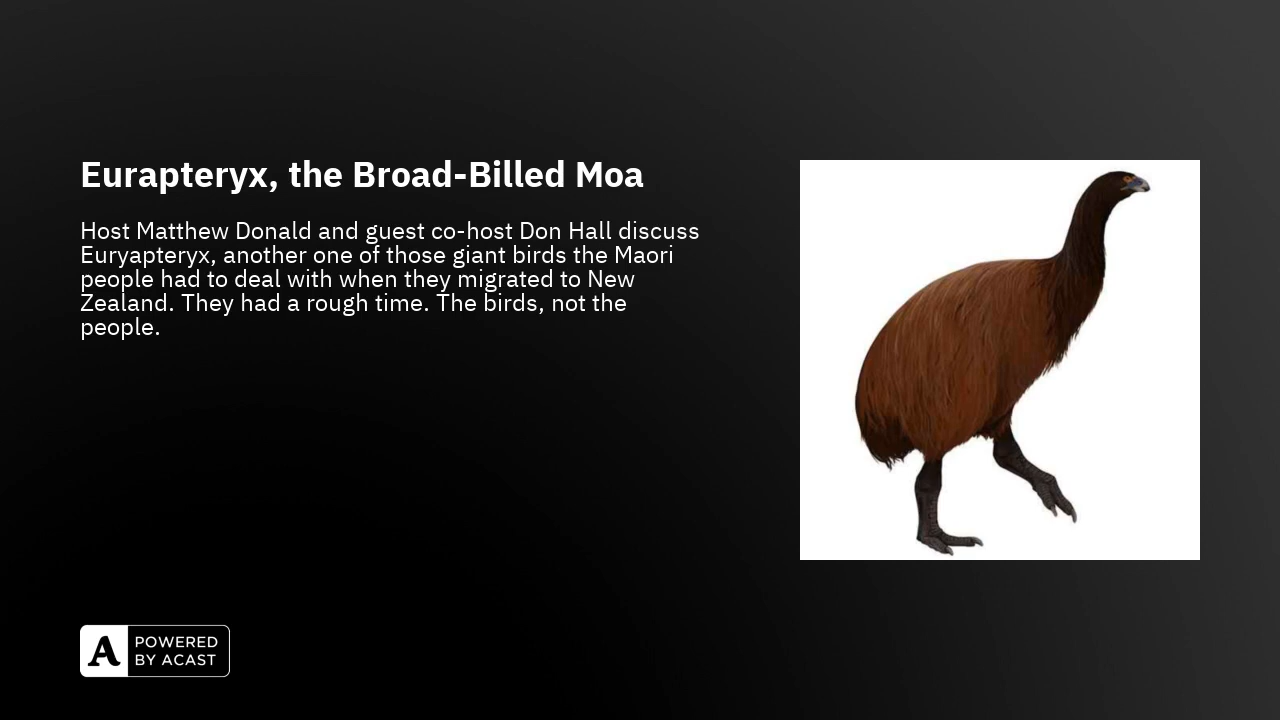 Eurapteryx, the Broad-Billed Moa
Host Matthew Donald and guest co-host Don Hall discuss
Euryapteryx, another one of those giant birds the Maori
people had to deal with when they migrated to New
Zealand. They had a rough time. The birds, not the
people.
A
POWERED
BY ACAST